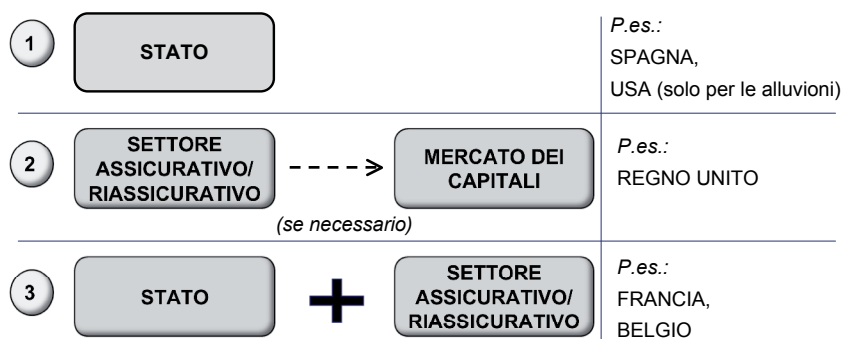 1
STATO
P.es.:
SPAGNA,
USA (solo per le alluvioni)
2
SETTORE
ASSICURATIVO/
RIASSICURATIVO
MERCATO DEI
CAPITALI
(se necessario)
P.es.:
REGNO UNITO
3
STATO
SETTORE
ASSICURATIVO/
RIASSICURATIVO
P.es.:
FRANCIA,
BELGIO